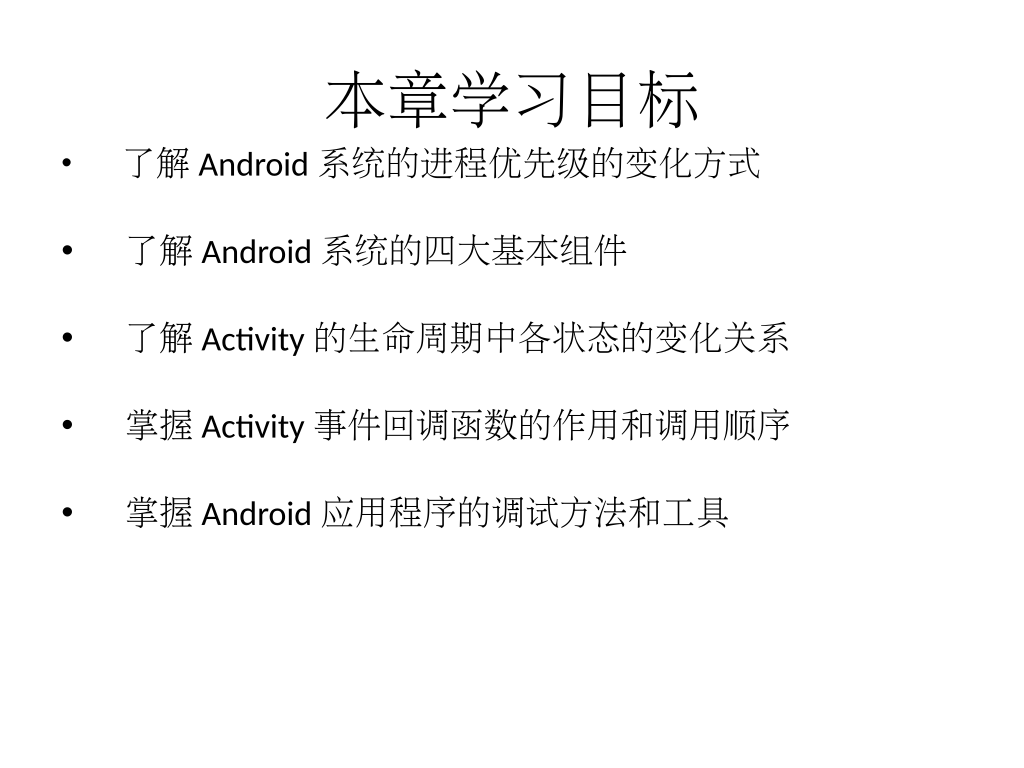 本章学习目标
• 了解 Android 系统的进程优先级的变化方式
• 了解 Android 系统的四大基本组件
• 了解 Activity 的生命周期中各状态的变化关系
• 掌握 Activity 事件回调函数的作用和调用顺序
• 掌握 Android 应用程序的调试方法和工具